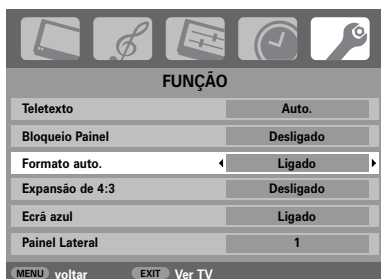 FUNÇÃO
Teletexto Auto.
Bloqueio Painel Desligado
Formato auto. Ligado
Expansão de 4:3 Desligado
Ecrã azul Ligado
Painel Lateral 1
MENU voltar EXIT Ver TV